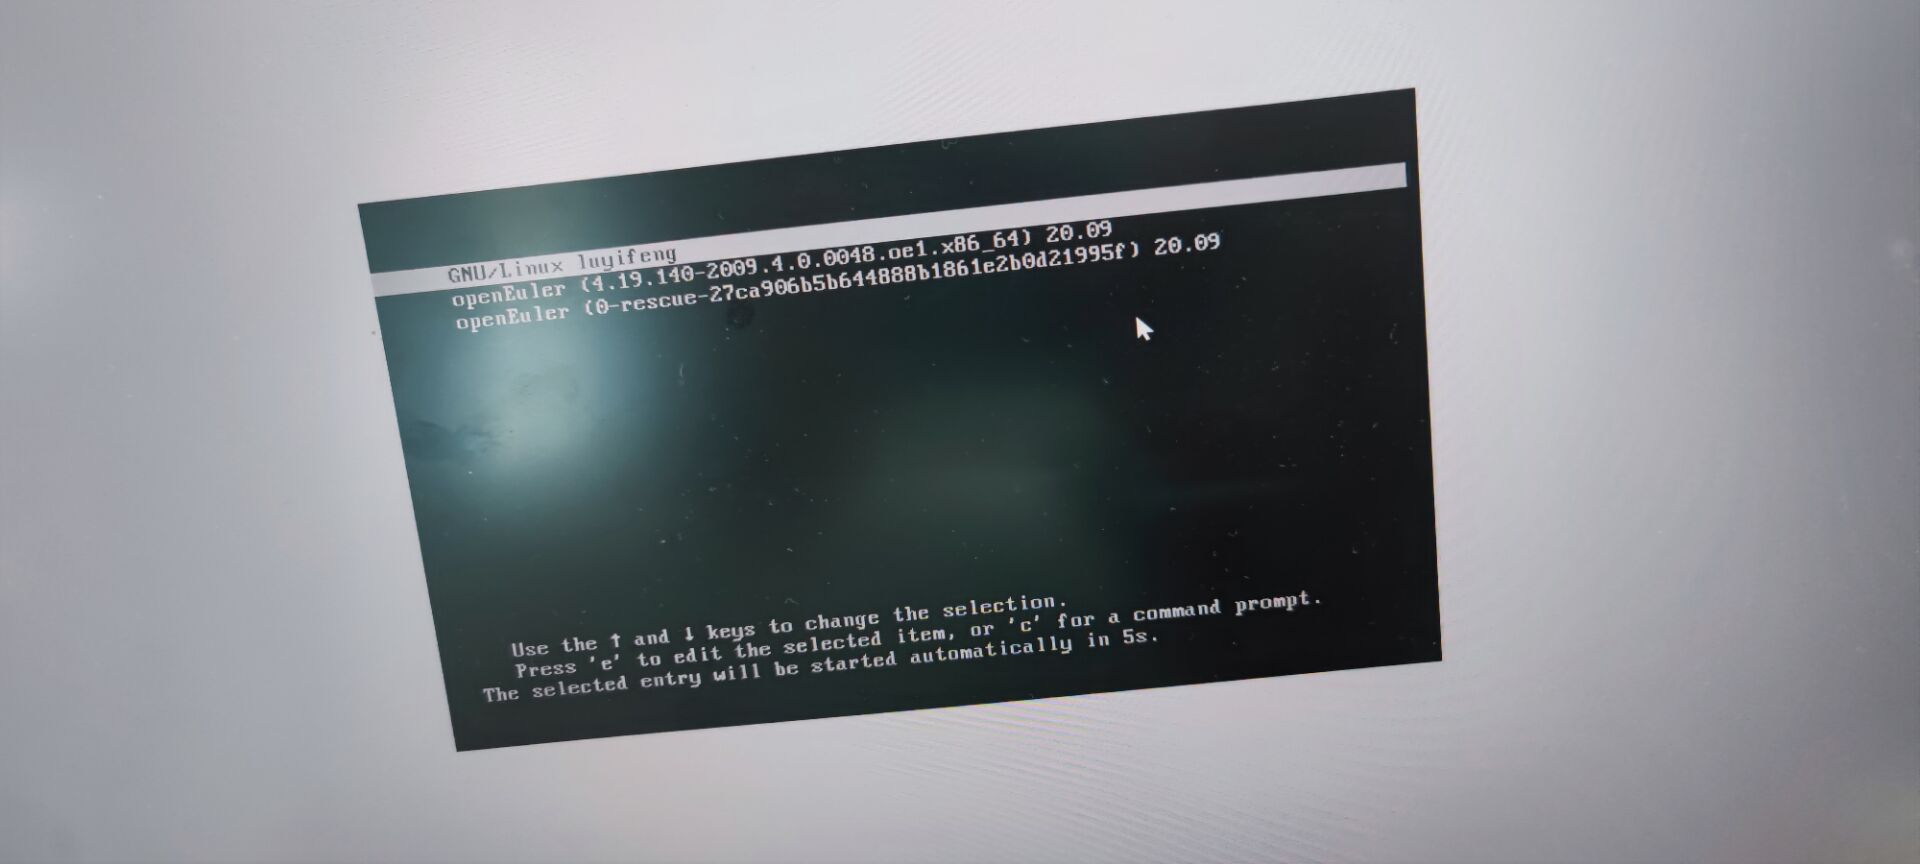 GNU/Linux luyifeng
openEuler (4.19.140-2009.4.0.0048.oe1.x86_64) 20.09
openEuler (0-rescue-27ca906b5b644888b1861e2b0d21995f) 20.09
Use the ↑ and ↓ keys to change the selection.
Press 'e' to edit the selected item, or 'c' for a command prompt.
The selected entry will be started automatically in 5s.